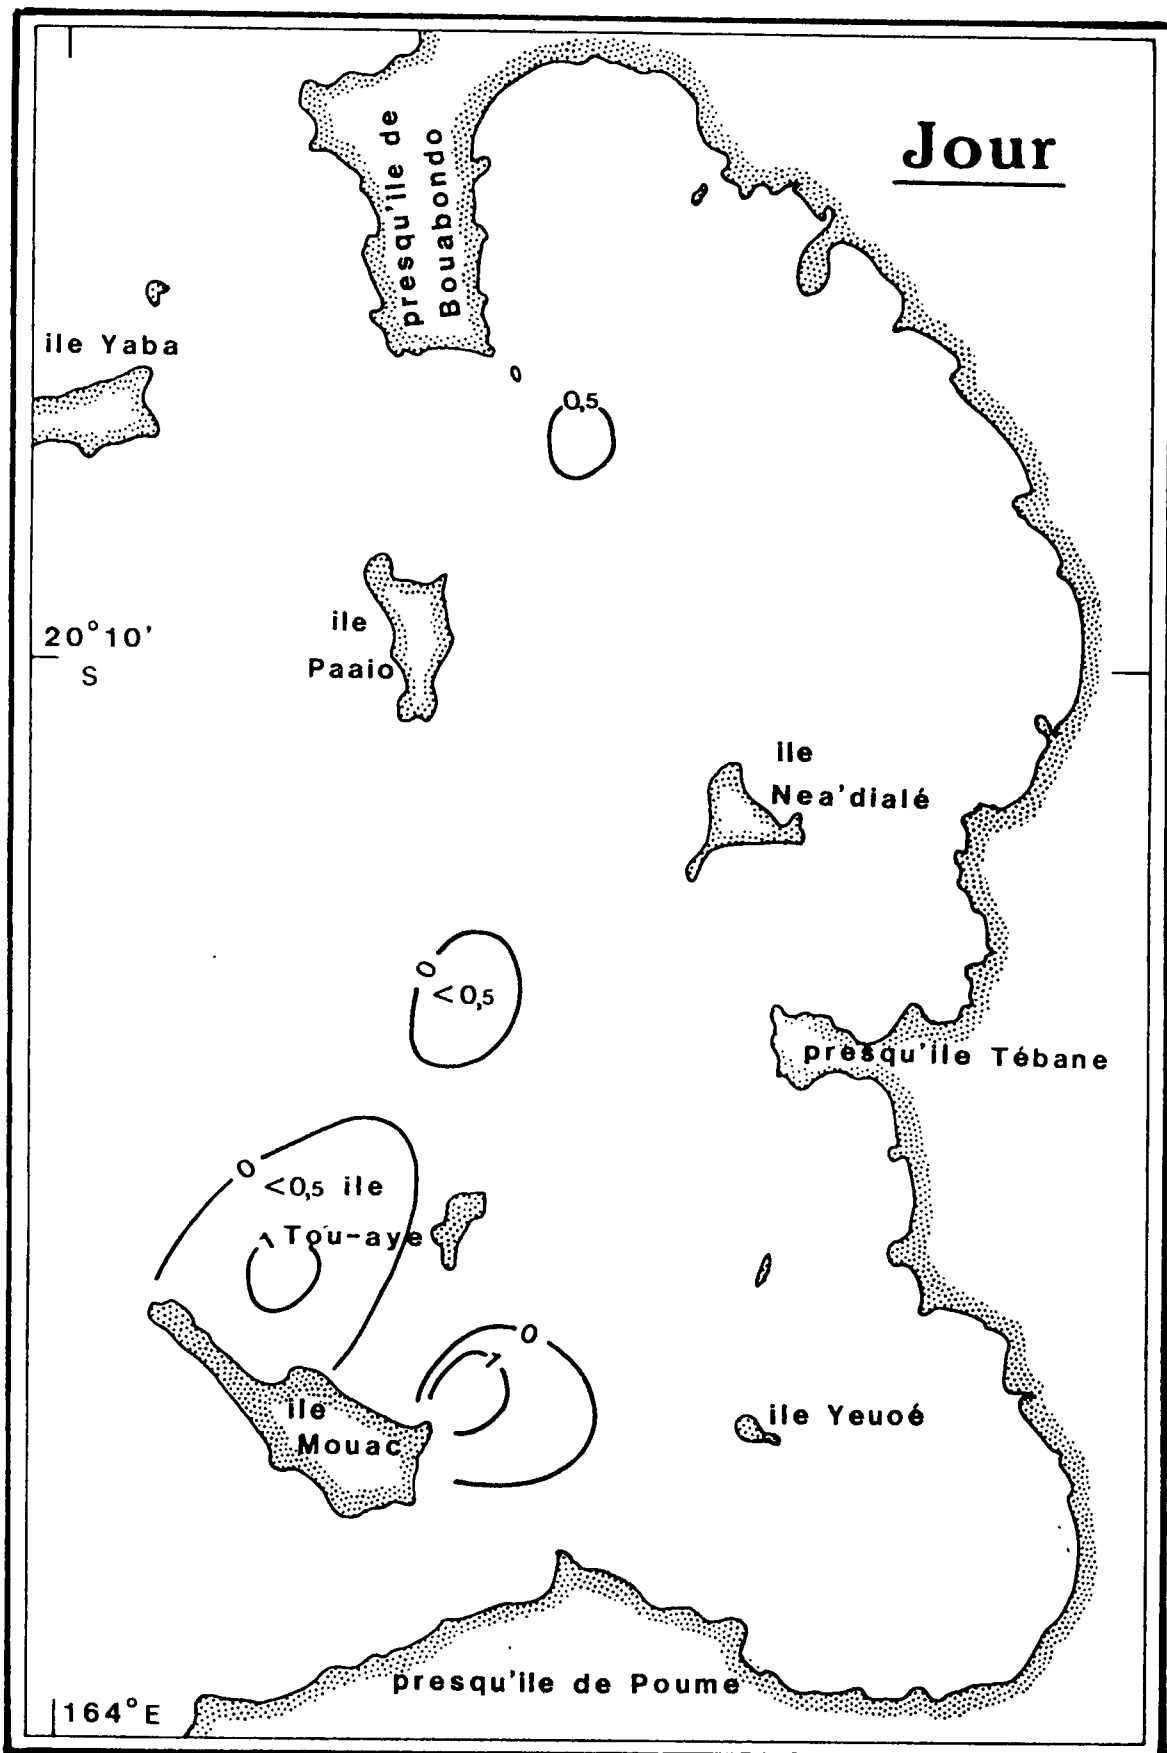 Jour
presqu'ile de
Bouabondo
ile Yaba
0,5
ile
Paaio
20°10'
S
ile
Nea'dialé
0
<0,5
presqu'ile Tébane
0
<0,5
ile
Tou-aye
1
0
1
ile
Mouac
ile Yeuoé
presqu'ile de Poume
164°E